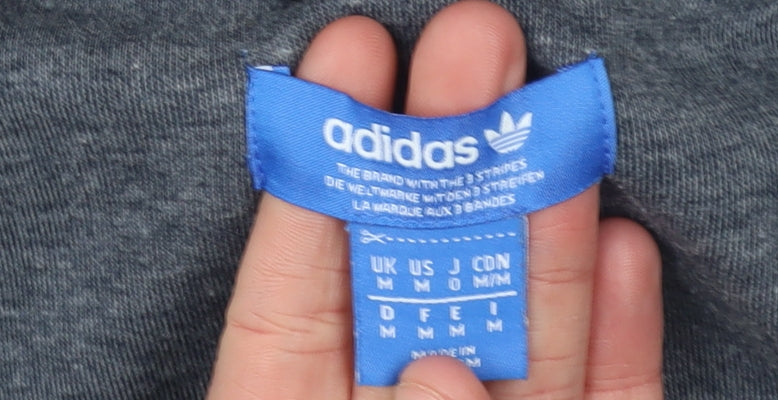 adidas
THE BRAND WITH THE 3 STRIPES
DIE WELTMARKE MIT DEN 3 STREIFEN
LA MARQUE AUX 3 BANDES
UK US J CDN
M M O M/M
D F E I
M M M M
MADE IN